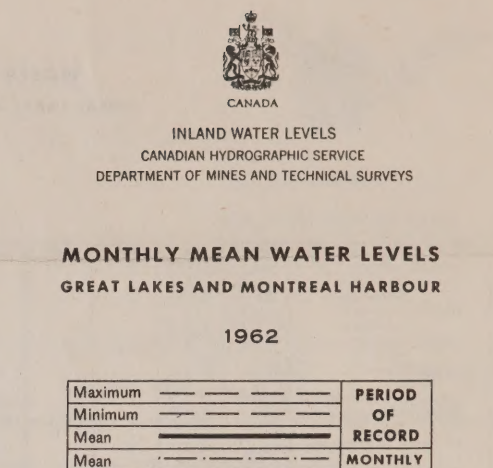 CANADA
INLAND WATER LEVELS
CANADIAN HYDROGRAPHIC SERVICE
DEPARTMENT OF MINES AND TECHNICAL SURVEYS
MONTHLY MEAN WATER LEVELS
GREAT LAKES AND MONTREAL HARBOUR
1962
Maximum
Minimum
Mean
PERIOD
OF
RECORD
Mean
MONTHLY